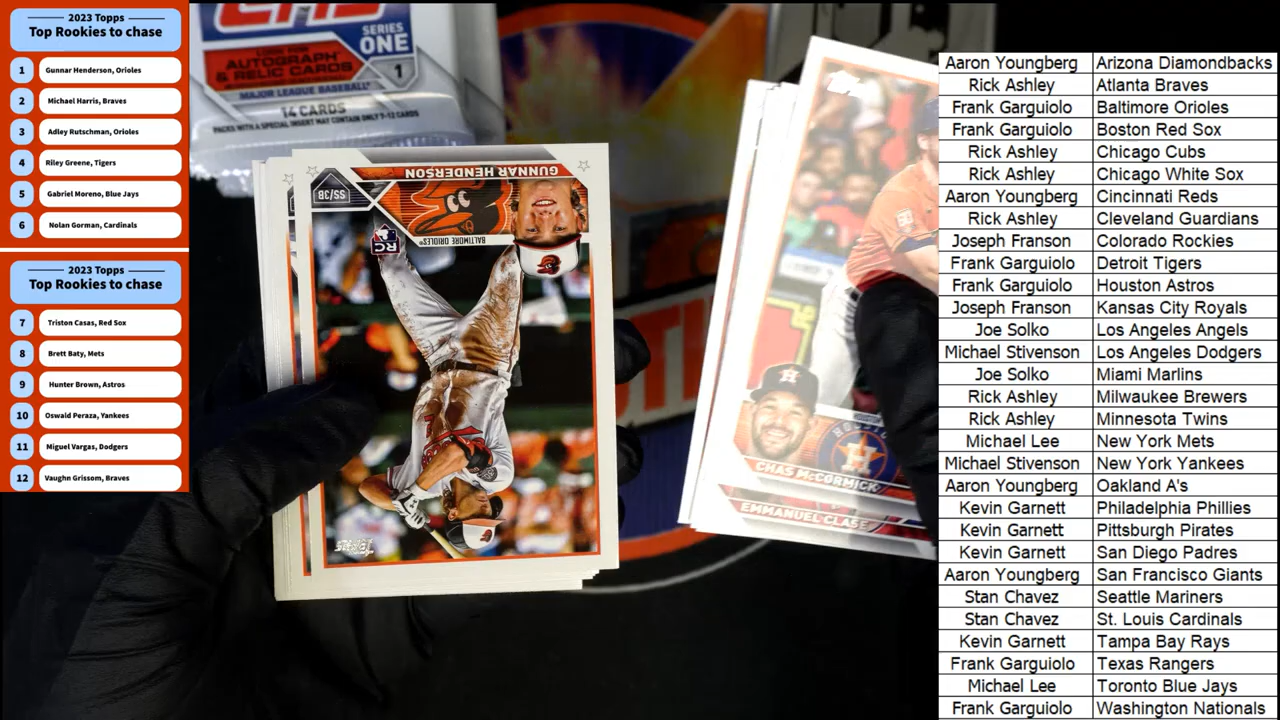 2023 Topps
Top Rookies to chase
1 Gunnar Henderson, Orioles
2 Michael Harris, Braves
3 Adley Rutschman, Orioles
4 Riley Greene, Tigers
5 Gabriel Moreno, Blue Jays
6 Nolan Gorman, Cardinals
2023 Topps
Top Rookies to chase
7 Triston Casas, Red Sox
8 Brett Baty, Mets
9 Hunter Brown, Astros
10 Oswald Peraza, Yankees
11 Miguel Vargas, Dodgers
12 Vaughn Grissom, Braves
SERIES
ONE
1
AUTOGRAPH
& RELIC CARDS
MAJOR LEAGUE BASEBALL
14 CARDS
PACKS WITH A SPECIAL INSERT MAY CONTAIN ONLY 7-12 CARDS
GUNNAR HENDERSON
SS/3B
BALTIMORE ORIOLES
RC
HOUSTON
CHAS McCORMICK
EMMANUEL CLASE
Aaron Youngberg Arizona Diamondbacks
Rick Ashley Atlanta Braves
Frank Garguiolo Baltimore Orioles
Frank Garguiolo Boston Red Sox
Rick Ashley Chicago Cubs
Rick Ashley Chicago White Sox
Aaron Youngberg Cincinnati Reds
Rick Ashley Cleveland Guardians
Joseph Franson Colorado Rockies
Frank Garguiolo Detroit Tigers
Frank Garguiolo Houston Astros
Joseph Franson Kansas City Royals
Joe Solko Los Angeles Angels
Michael Stivenson Los Angeles Dodgers
Joe Solko Miami Marlins
Rick Ashley Milwaukee Brewers
Rick Ashley Minnesota Twins
Michael Lee New York Mets
Michael Stivenson New York Yankees
Aaron Youngberg Oakland A's
Kevin Garnett Philadelphia Phillies
Kevin Garnett Pittsburgh Pirates
Kevin Garnett San Diego Padres
Aaron Youngberg San Francisco Giants
Stan Chavez Seattle Mariners
Stan Chavez St. Louis Cardinals
Kevin Garnett Tampa Bay Rays
Frank Garguiolo Texas Rangers
Michael Lee Toronto Blue Jays
Frank Garguiolo Washington Nationals